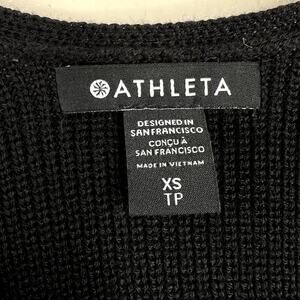 ATHLETA
DESIGNED IN
SAN FRANCISCO
CONÇU À
SAN FRANCISCO
MADE IN VIETNAM
XS
TP